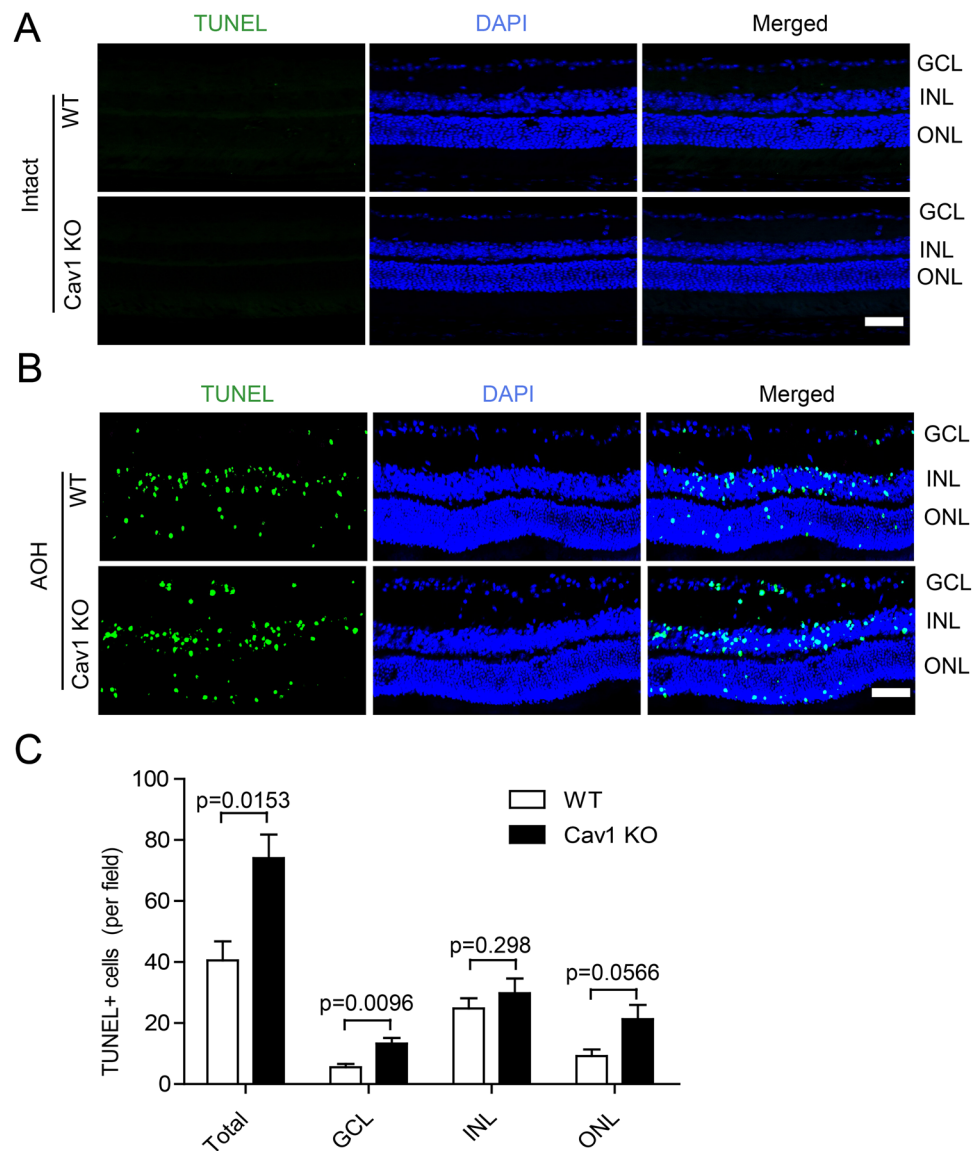 A
TUNEL DAPI Merged
Intact
WT
GCL
INL
ONL
Cav1 KO
GCL
INL
ONL
B
TUNEL DAPI Merged
AOH
WT
GCL
INL
ONL
Cav1 KO
GCL
INL
ONL
C
TUNEL+ cells (per field)
100
80
60
40
20
0
p=0.0153
p=0.0096
p=0.298
p=0.0566
WT
Cav1 KO
Total GCL INL ONL